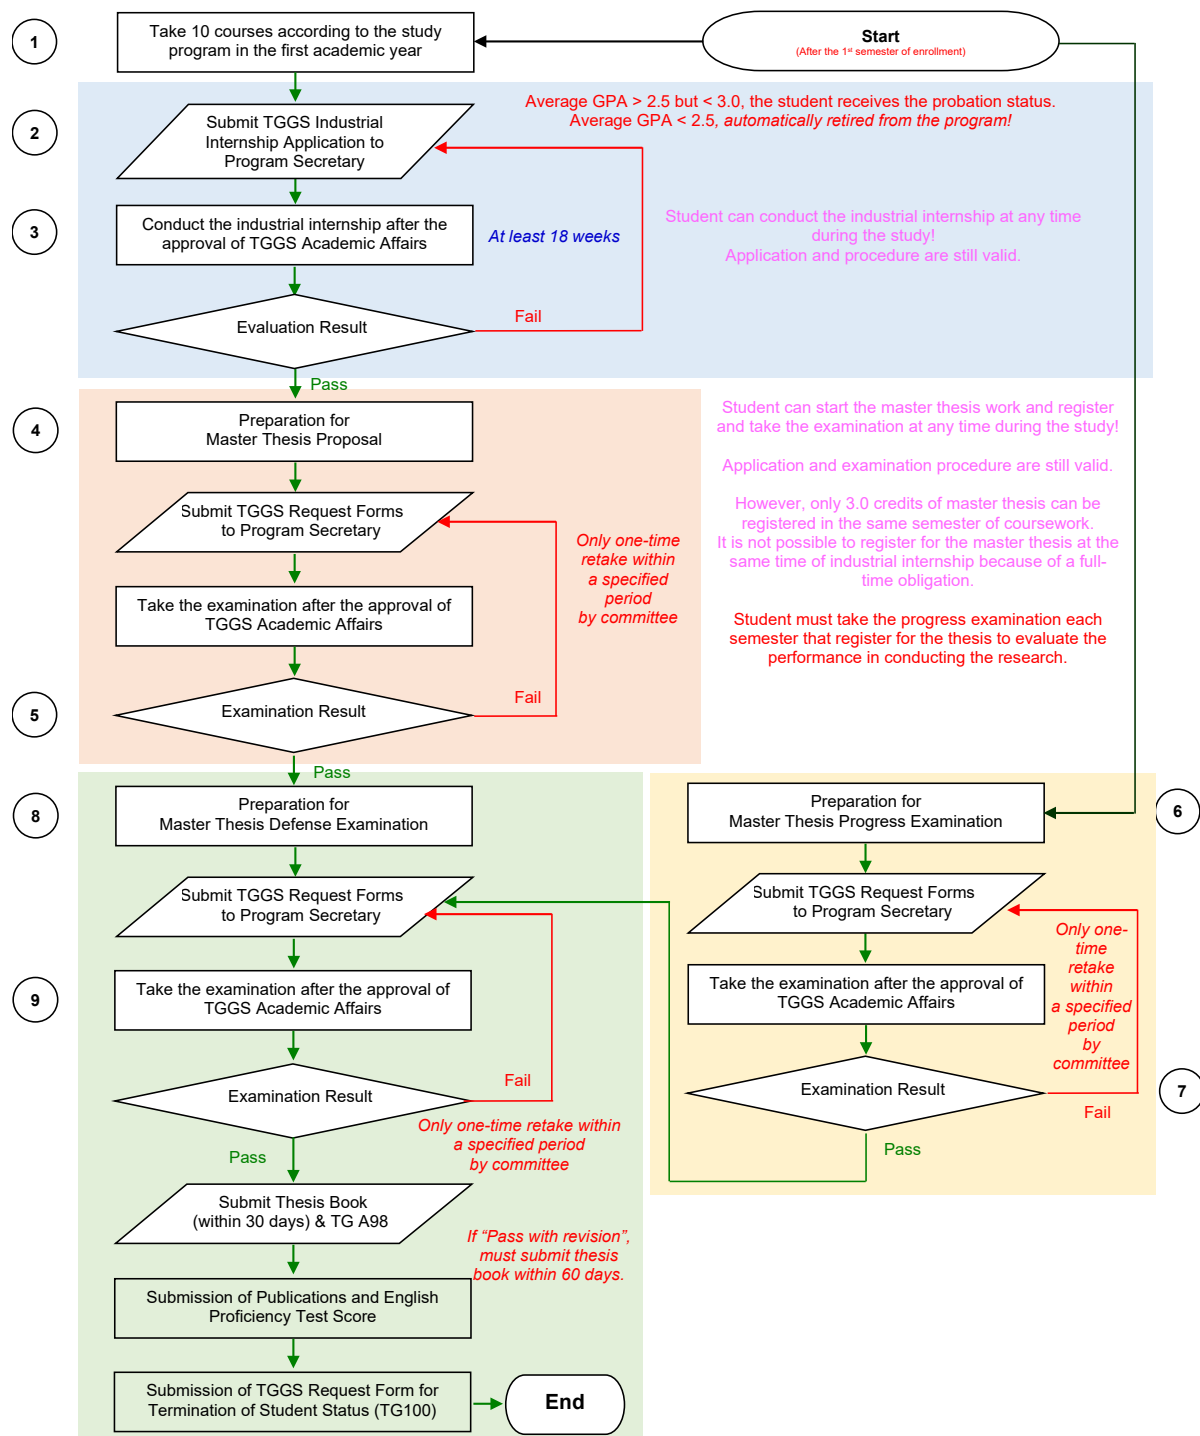 1
Take 10 courses according to the study
program in the first academic year
Start
(After the 1st semester of enrollment)
2
Submit TGGS Industrial
Internship Application to
Program Secretary
Average GPA > 2.5 but < 3.0, the student receives the probation status.
Average GPA < 2.5, automatically retired from the program!
3
Conduct the industrial internship after the
approval of TGGS Academic Affairs
At least 18 weeks
Student can conduct the industrial internship at any time
during the study!
Application and procedure are still valid.
Evaluation Result
Fail
Pass
4
Preparation for
Master Thesis Proposal
Submit TGGS Request Forms
to Program Secretary
Only one-time
retake within
a specified
period
by committee
Take the examination after the approval of
TGGS Academic Affairs
5
Examination Result
Fail
Pass
Student can start the master thesis work and register
and take the examination at any time during the study!
Application and examination procedure are still valid.
However, only 3.0 credits of master thesis can be
registered in the same semester of coursework.
It is not possible to register for the master thesis at the
same time of industrial internship because of a full-
time obligation.
Student must take the progress examination each
semester that register for the thesis to evaluate the
performance in conducting the research.
8
Preparation for
Master Thesis Defense Examination
Submit TGGS Request Forms
to Program Secretary
9
Take the examination after the approval of
TGGS Academic Affairs
Examination Result
Fail
Only one-time retake within
a specified period
by committee
Pass
Submit Thesis Book
(within 30 days) & TG A98
If “Pass with revision”,
must submit thesis
book within 60 days.
Submission of Publications and English
Proficiency Test Score
Submission of TGGS Request Form for
Termination of Student Status (TG100)
End
6
Preparation for
Master Thesis Progress Examination
Submit TGGS Request Forms
to Program Secretary
Only one-
time
retake
within
a specified
period
by
committee
Take the examination after the approval of
TGGS Academic Affairs
7
Examination Result
Fail
Pass